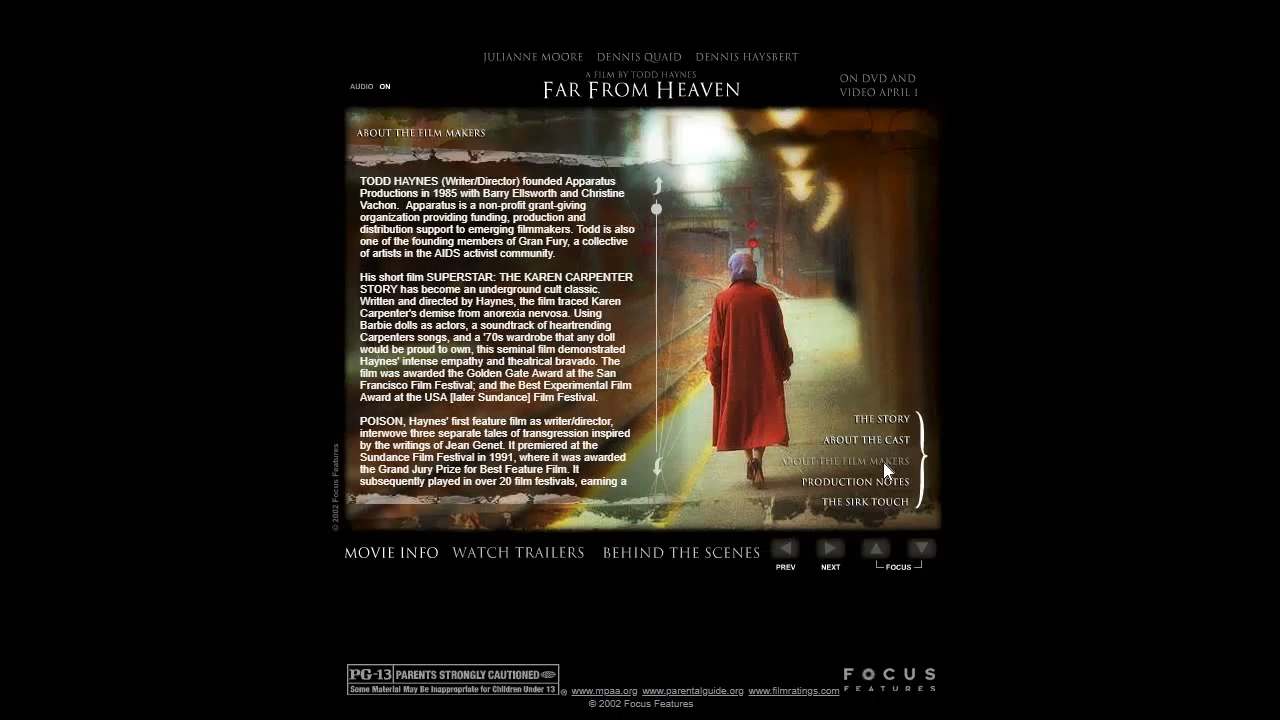 JULIANNE MOORE DENNIS QUAID DENNIS HAYSBERT
A FILM BY TODD HAYNES
FAR FROM HEAVEN
AUDIO ON
ON DVD AND
VIDEO APRIL 1
ABOUT THE FILM MAKERS
TODD HAYNES (Writer/Director) founded Apparatus
Productions in 1985 with Barry Ellsworth and Christine
Vachon. Apparatus is a non-profit grant-giving
organization providing funding, production and
distribution support to emerging filmmakers. Todd is also
one of the founding members of Gran Fury, a collective
of artists in the AIDS activist community.
His short film SUPERSTAR: THE KAREN CARPENTER
STORY has become an underground cult classic.
Written and directed by Haynes, the film traced Karen
Carpenter's demise from anorexia nervosa. Using
Barbie dolls as actors, a soundtrack of heartrending
Carpenters songs, and a '70s wardrobe that any doll
would be proud to own, this seminal film demonstrated
Haynes' intense empathy and theatrical bravado. The
film was awarded the Golden Gate Award at the San
Francisco Film Festival; and the Best Experimental Film
Award at the USA [later Sundance] Film Festival.
POISON, Haynes' first feature film as writer/director,
interwove three separate tales of transgression inspired
by the writings of Jean Genet. It premiered at the
Sundance Film Festival in 1991, where it was awarded
the Grand Jury Prize for Best Feature Film. It
subsequently played in over 20 film festivals, earning a
THE STORY
ABOUT THE CAST
ABOUT THE FILM MAKERS
PRODUCTION NOTES
THE SIRK TOUCH
© 2002 Focus Features
MOVIE INFO WATCH TRAILERS BEHIND THE SCENES
PREV NEXT FOCUS
PG-13 PARENTS STRONGLY CAUTIONED
Some Material May Be Inappropriate for Children Under 13
® www.mpaa.org www.parentalguide.org www.filmratings.com
FOCUS
FEATURES
© 2002 Focus Features